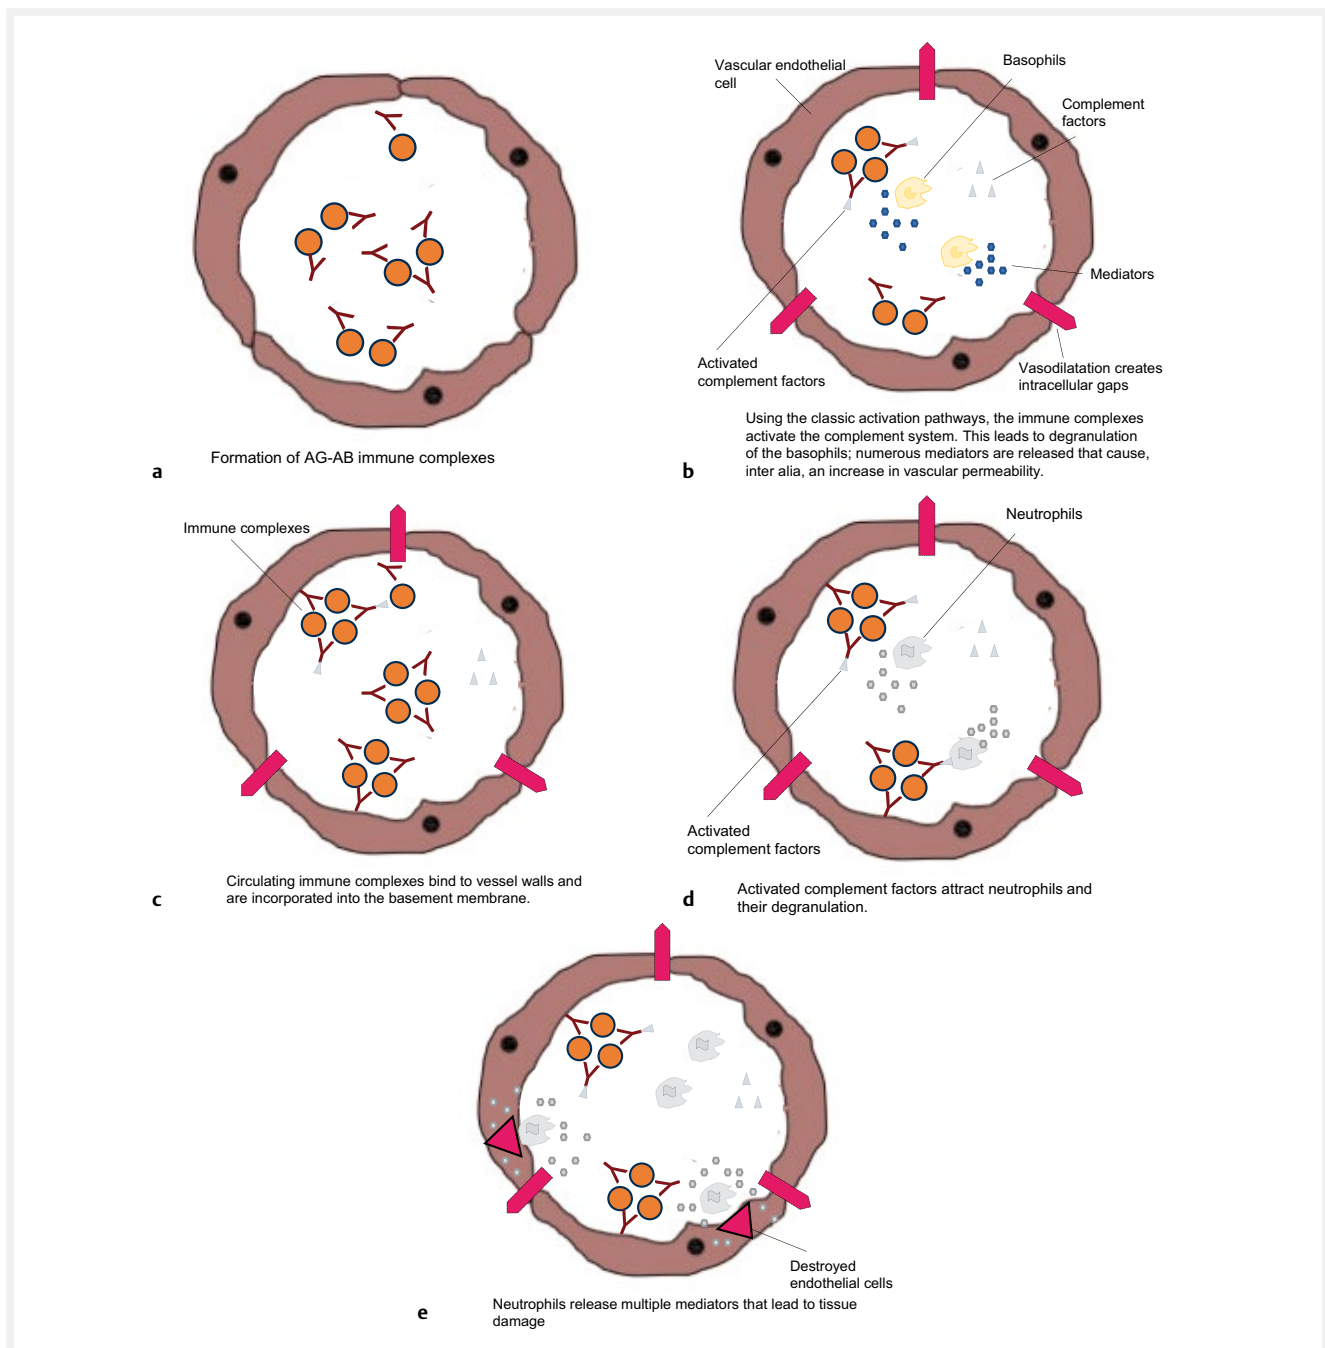 Formation of AG-AB immune complexes
a
Vascular endothelial
cell
Basophils
Complement
factors
Mediators
Activated
complement factors
Vasodilatation creates
intracellular gaps
Using the classic activation pathways, the immune complexes
activate the complement system. This leads to degranulation
of the basophils; numerous mediators are released that cause,
inter alia, an increase in vascular permeability.
b
Immune complexes
Circulating immune complexes bind to vessel walls and
are incorporated into the basement membrane.
c
Neutrophils
Activated
complement factors
Activated complement factors attract neutrophils and
their degranulation.
d
Destroyed
endothelial cells
Neutrophils release multiple mediators that lead to tissue
damage
e